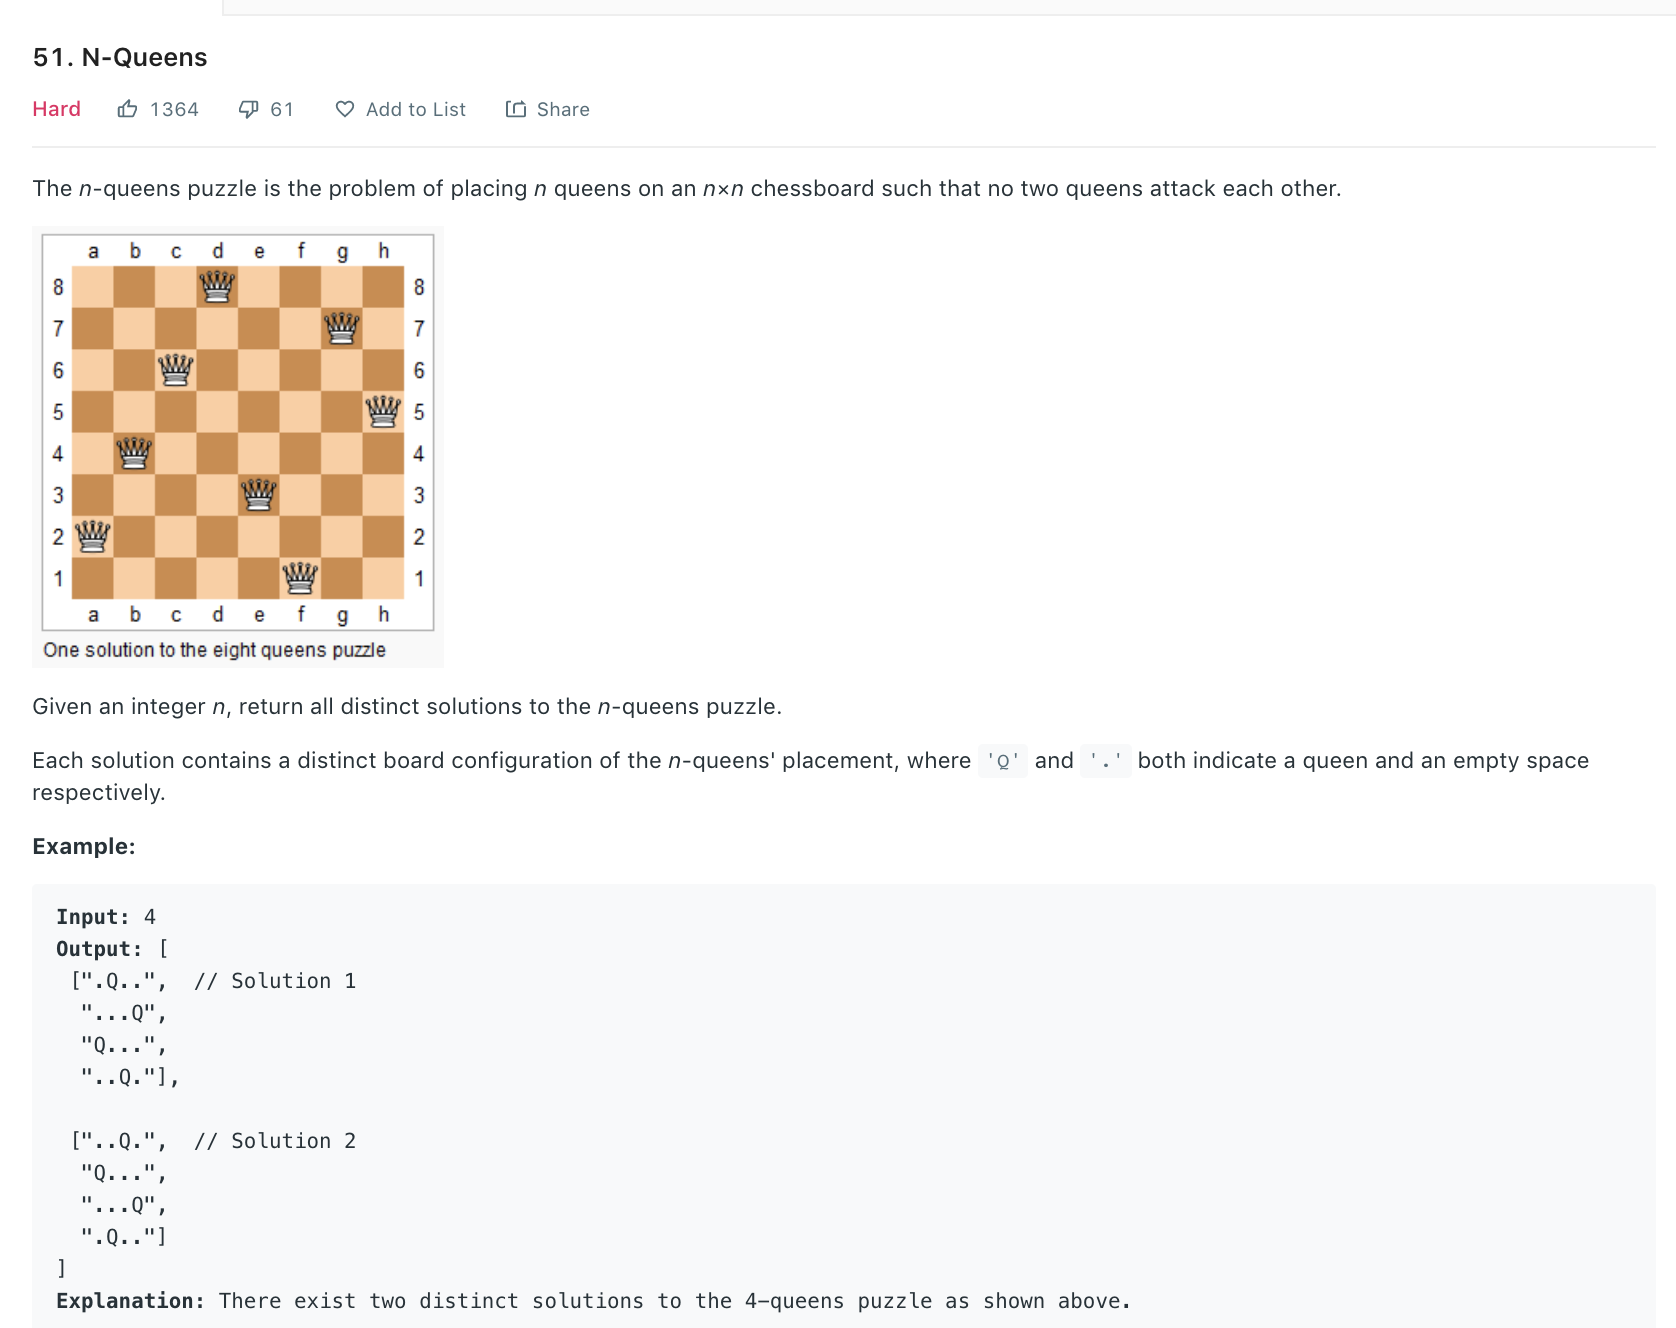 51. N-Queens
Hard 1364 61 Add to List Share
The n-queens puzzle is the problem of placing n queens on an n×n chessboard such that no two queens attack each other.
a b c d e f g h
8 8
7 7
6 6
5 5
4 4
3 3
2 2
1 1
a b c d e f g h
One solution to the eight queens puzzle
Given an integer n, return all distinct solutions to the n-queens puzzle.
Each solution contains a distinct board configuration of the n-queens' placement, where 'Q' and '.' both indicate a queen and an empty space
respectively.
Example:
Input: 4
Output: [
[".Q..", // Solution 1
"...Q",
"Q...",
"..Q."],
["..Q.", // Solution 2
"Q...",
"...Q",
".Q.."]
]
Explanation: There exist two distinct solutions to the 4-queens puzzle as shown above.